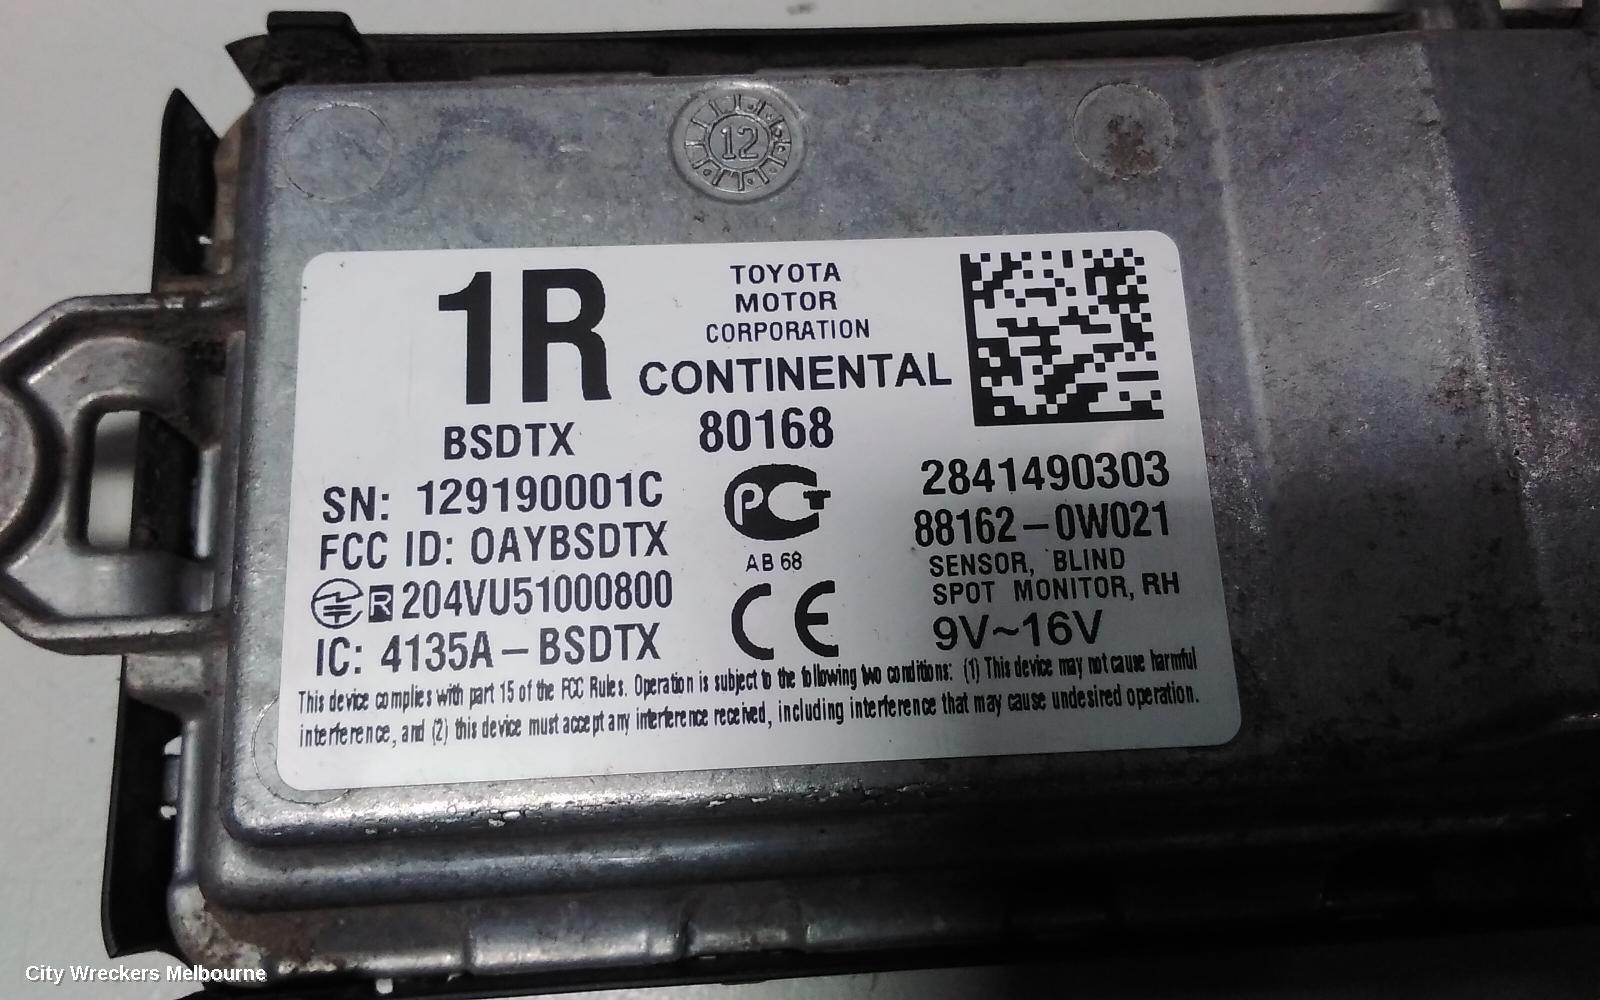 12
1R
TOYOTA
MOTOR
CORPORATION
CONTINENTAL
BSDTX
80168
SN: 129190001C
FCC ID: OAYBSDTX
R 204VU51000800
IC: 4135A-BSDTX
PCT
AB 68
CE
2841490303
88162-0W021
SENSOR, BLIND
SPOT MONITOR, RH
9V~16V
This device complies with part 15 of the FCC Rules. Operation is subject to the following two conditions: (1) This device may not cause harmful
interference, and (2) this device must accept any interference received, including interference that may cause undesired operation.
City Wreckers Melbourne